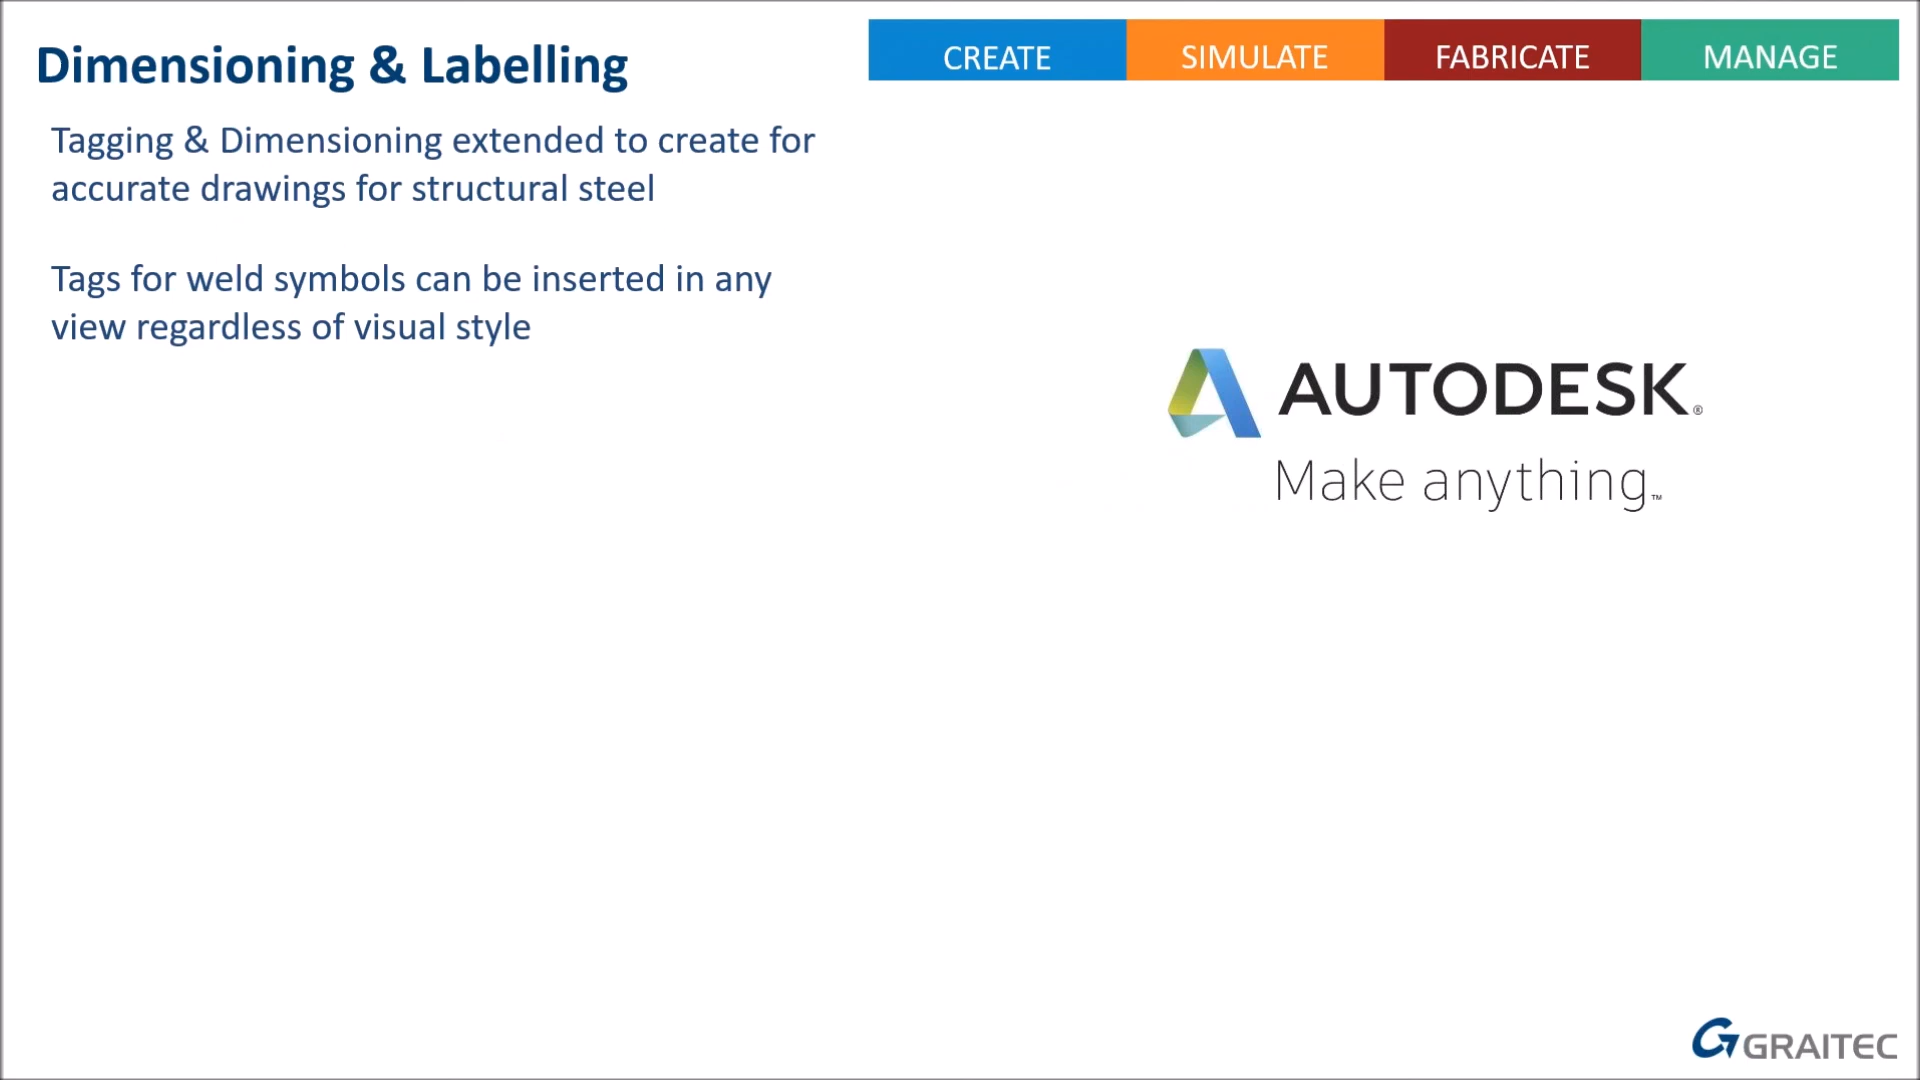 Dimensioning & Labelling
CREATE SIMULATE FABRICATE MANAGE
Tagging & Dimensioning extended to create for
accurate drawings for structural steel
Tags for weld symbols can be inserted in any
view regardless of visual style
AUTODESK®
Make anything™
GRAITEC